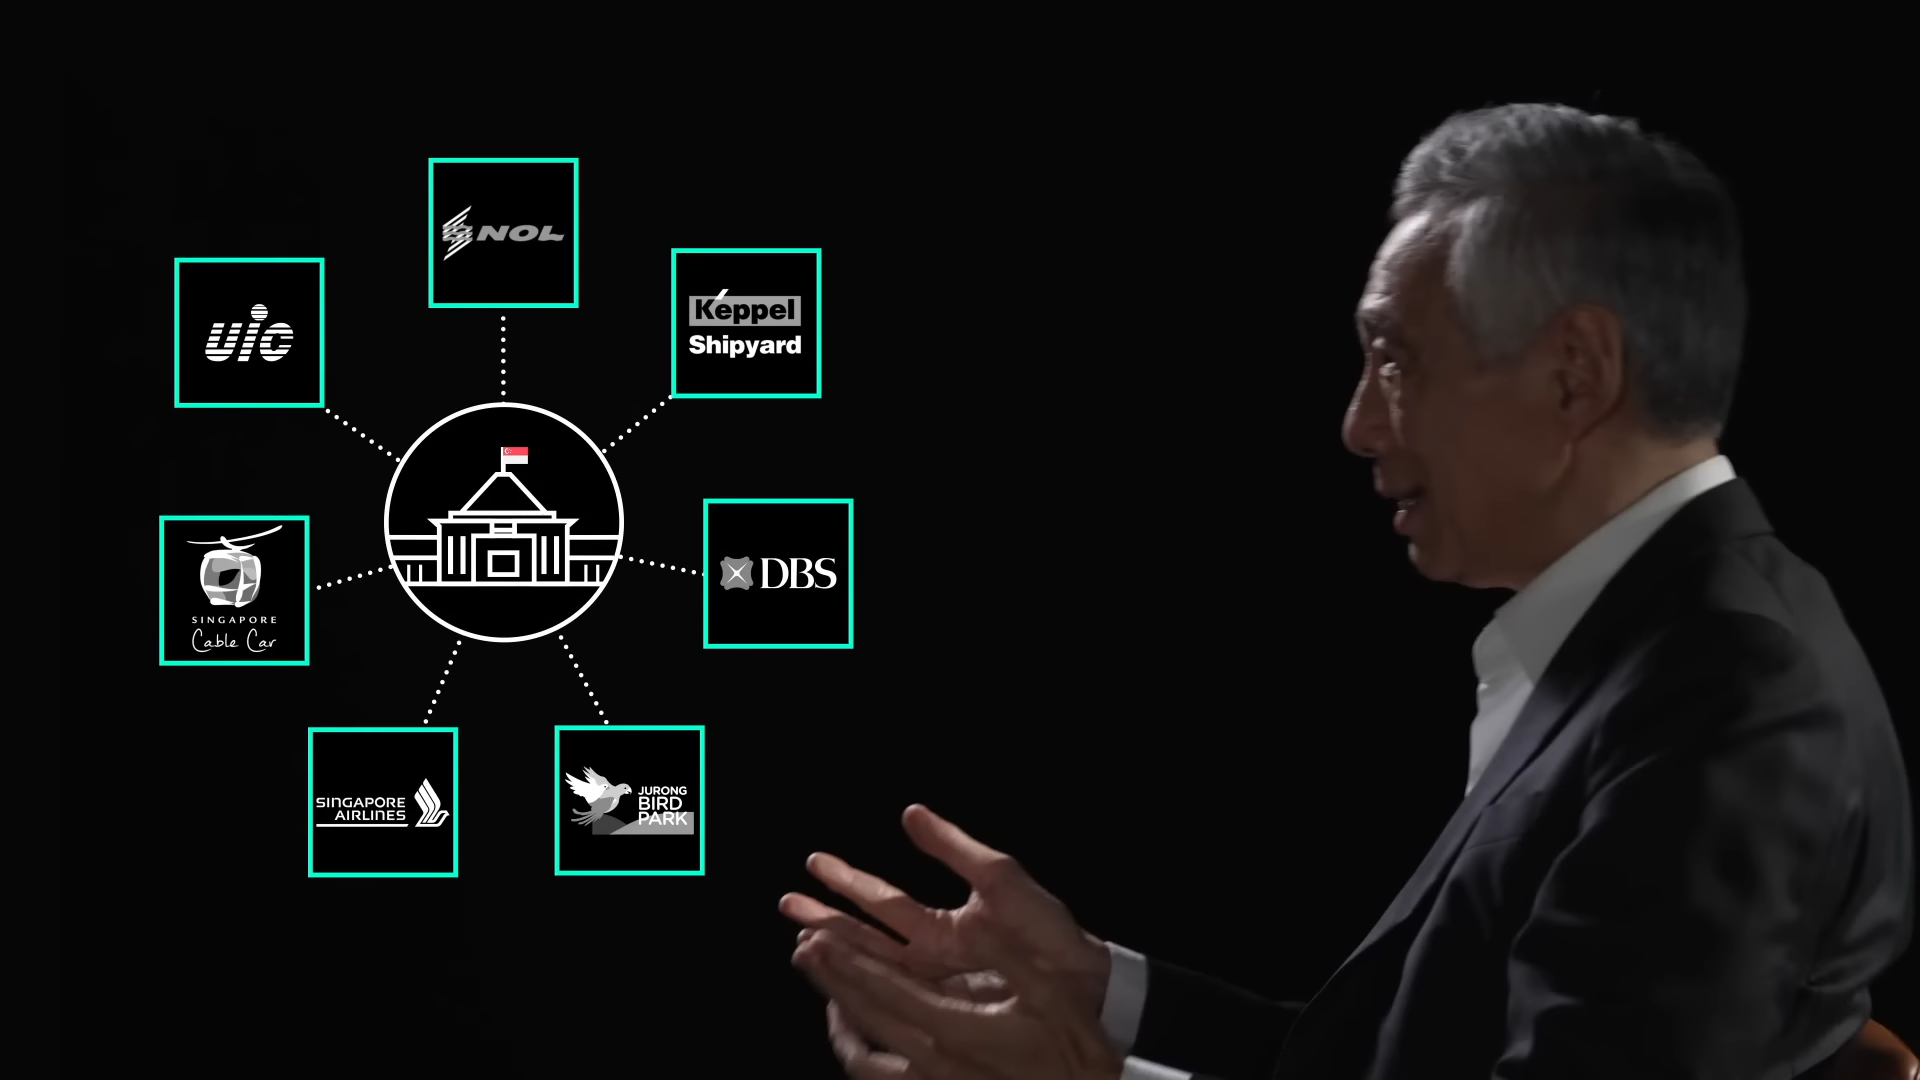 NOL
uic
Keppel
Shipyard
SINGAPORE
Cable Car
DBS
SINGAPORE
AIRLINES
JURONG
BIRD
PARK